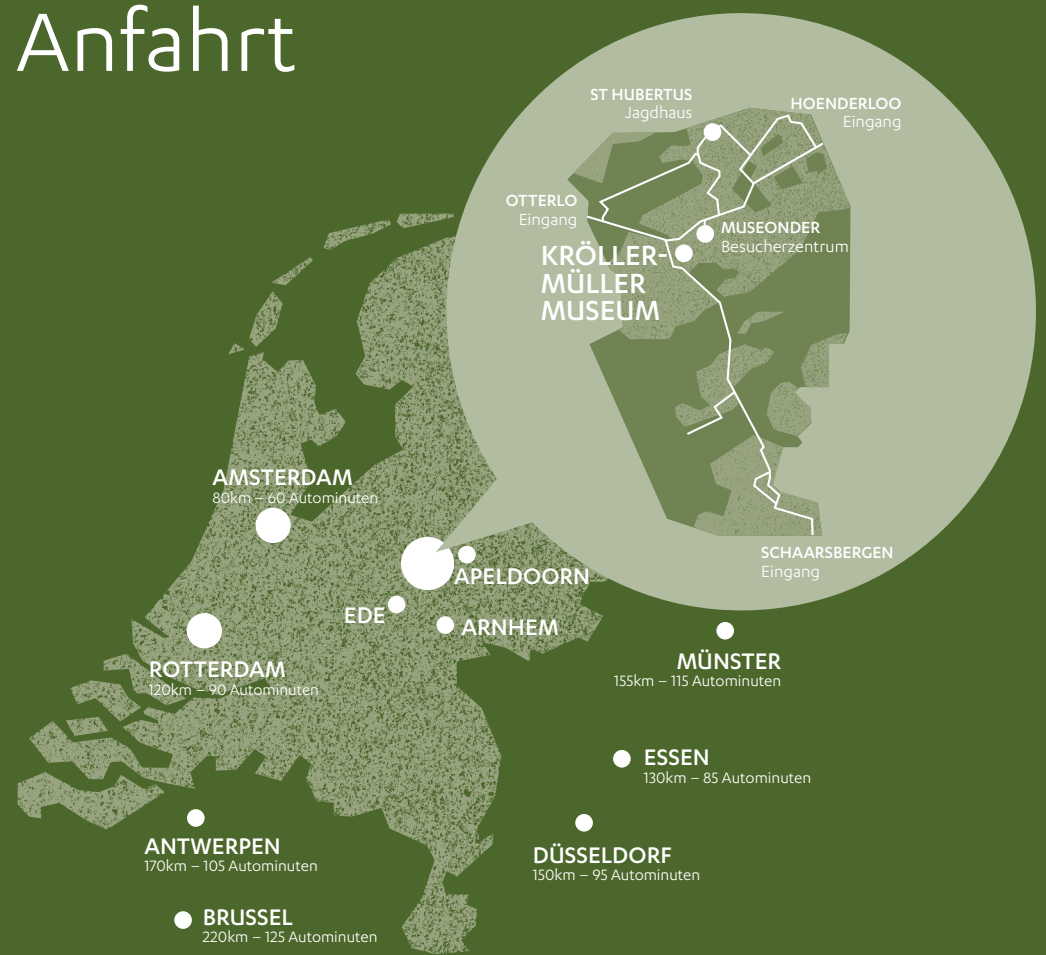 Anfahrt
ST HUBERTUS
Jagdhaus
HOENDERLOO
Eingang
OTTERLO
Eingang
MUSEONDER
Besucherzentrum
KRÖLLER-
MÜLLER
MUSEUM
SCHAARSBERGEN
Eingang
AMSTERDAM
80km – 60 Autominuten
APELDOORN
EDE
ARNHEM
ROTTERDAM
120km – 90 Autominuten
MÜNSTER
155km – 115 Autominuten
ESSEN
130km – 85 Autominuten
ANTWERPEN
170km – 105 Autominuten
DÜSSELDORF
150km – 95 Autominuten
BRUSSEL
220km – 125 Autominuten